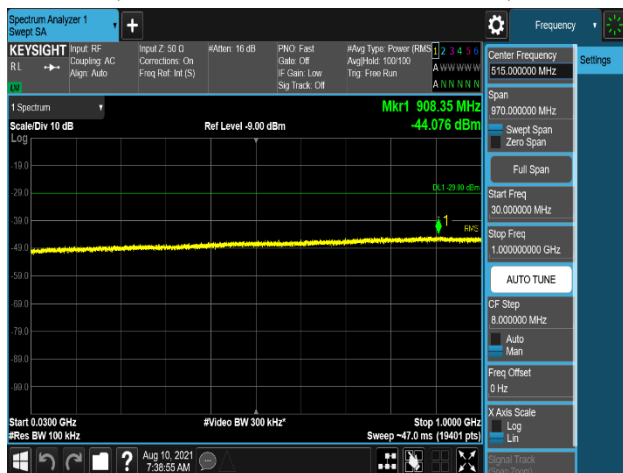 Spectrum Analyzer 1
Swept SA
+
Frequency
KEYSIGHT
RL
Input: RF
Coupling: AC
Align: Auto
Input Z: 50 Ω
Corrections: On
Freq Ref: Int (S)
#Atten: 16 dB
PNO: Fast
Gate: Off
IF Gain: Low
Sig Track: Off
#Avg Type: Power (RMS
Avg|Hold: 100/100
Trig: Free Run
1 2 3 4 5 6
A W W W W W
A N N N N N
Center Frequency
515.000000 MHz
Settings
Span
970.000000 MHz
Swept Span
Zero Span
Full Span
Start Freq
30.000000 MHz
Stop Freq
1.000000000 GHz
AUTO TUNE
CF Step
8.000000 MHz
Auto
Man
Freq Offset
0 Hz
X Axis Scale
Log
Lin
Signal Track
(Span Zoom)
1 Spectrum
Mkr1 908.35 MHz
Scale/Div 10 dB
Ref Level -9.00 dBm
-44.076 dBm
Log
-19.0
-29.0
DL1 -29.00 dBm
-39.0
1
RMS
-49.0
-59.0
-69.0
-79.0
-89.0
-99.0
Start 0.0300 GHz
#Video BW 300 kHz*
Stop 1.0000 GHz
#Res BW 100 kHz
Sweep ~47.0 ms (19401 pts)
?
Aug 10, 2021
7:38:55 AM